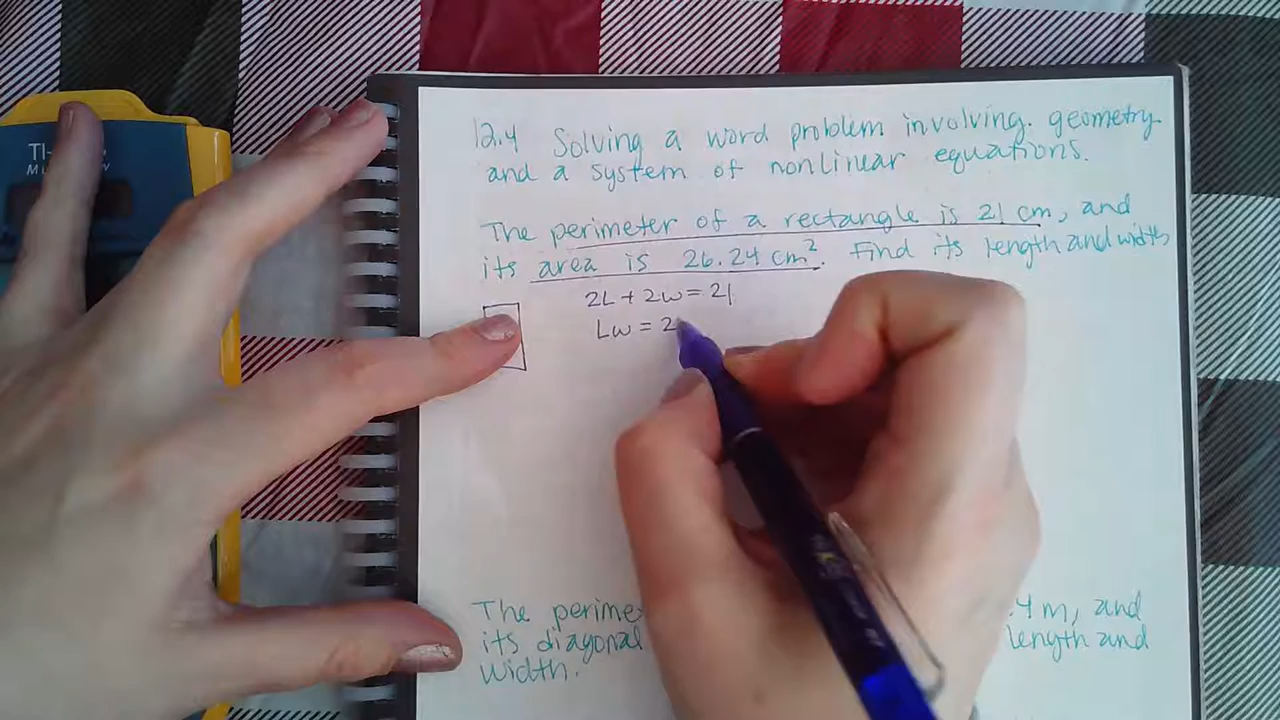 TI-
M
12.4 Solving a word problem involving. geometry
and a system of nonlinear equations.
The perimeter of a rectangle is 21 cm, and
its area is 26.24 cm². Find its length and width
2L + 2w = 21
Lw = 2
The perime 4 m, and
its diagonal length and
width.